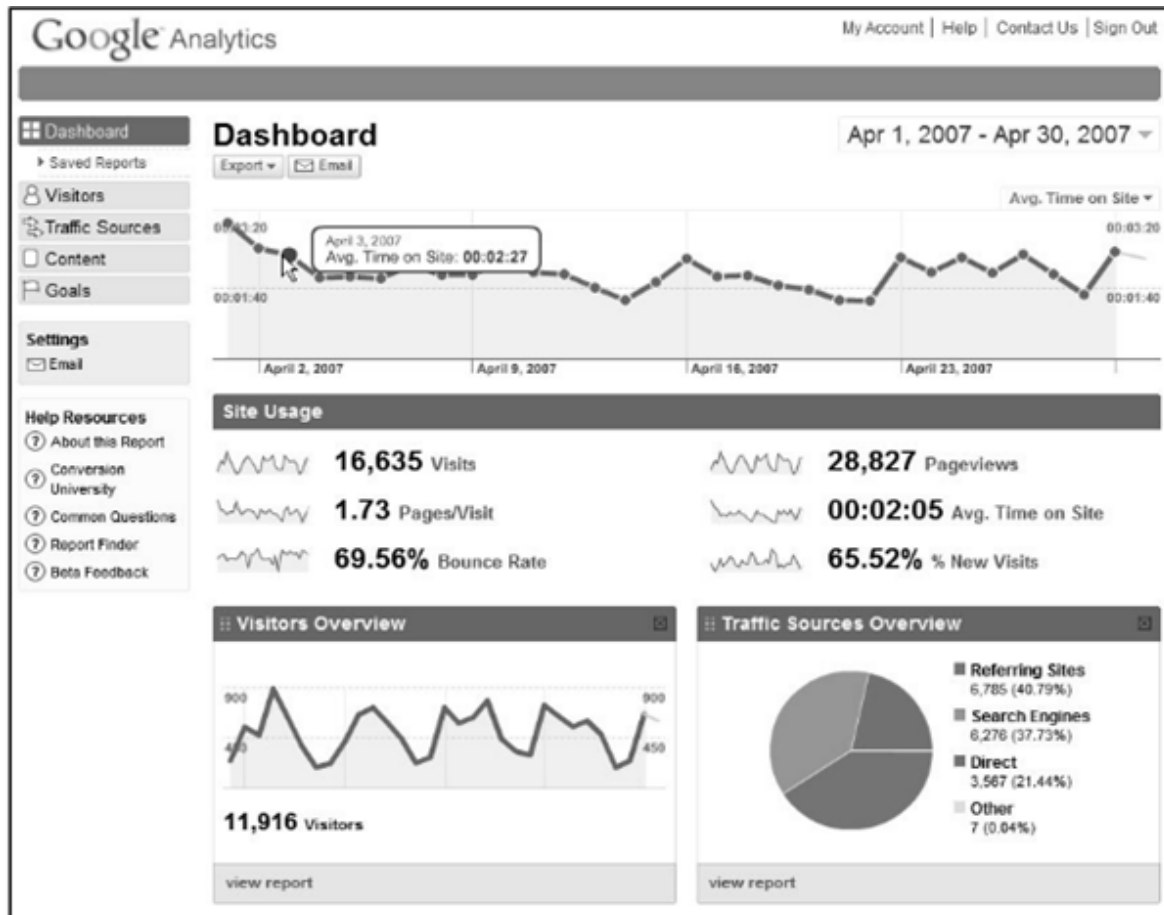 Google Analytics
My Account | Help | Contact Us | Sign Out
Dashboard
Saved Reports
Visitors
Traffic Sources
Content
Goals
Settings
Email
Help Resources
About this Report
Conversion
University
Common Questions
Report Finder
Beta Feedback
Dashboard
Apr 1, 2007 - Apr 30, 2007
Export
Email
Avg. Time on Site
00:03:20
00:03:20
April 3, 2007
Avg. Time on Site: 00:02:27
00:01:40
00:01:40
April 2, 2007
April 9, 2007
April 16, 2007
April 23, 2007
Site Usage
16,635 Visits
28,827 Pageviews
1.73 Pages/Visit
00:02:05 Avg. Time on Site
69.56% Bounce Rate
65.52% % New Visits
Visitors Overview
900
900
450
450
11,916 Visitors
view report
Traffic Sources Overview
Referring Sites
6,785 (40.79%)
Search Engines
6,276 (37.73%)
Direct
3,567 (21.44%)
Other
7 (0.04%)
view report